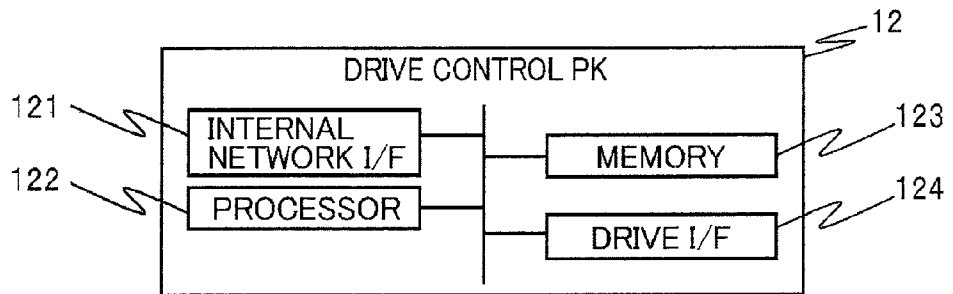 12
DRIVE CONTROL PK
121
INTERNAL
NETWORK I/F
123
MEMORY
122
PROCESSOR
124
DRIVE I/F